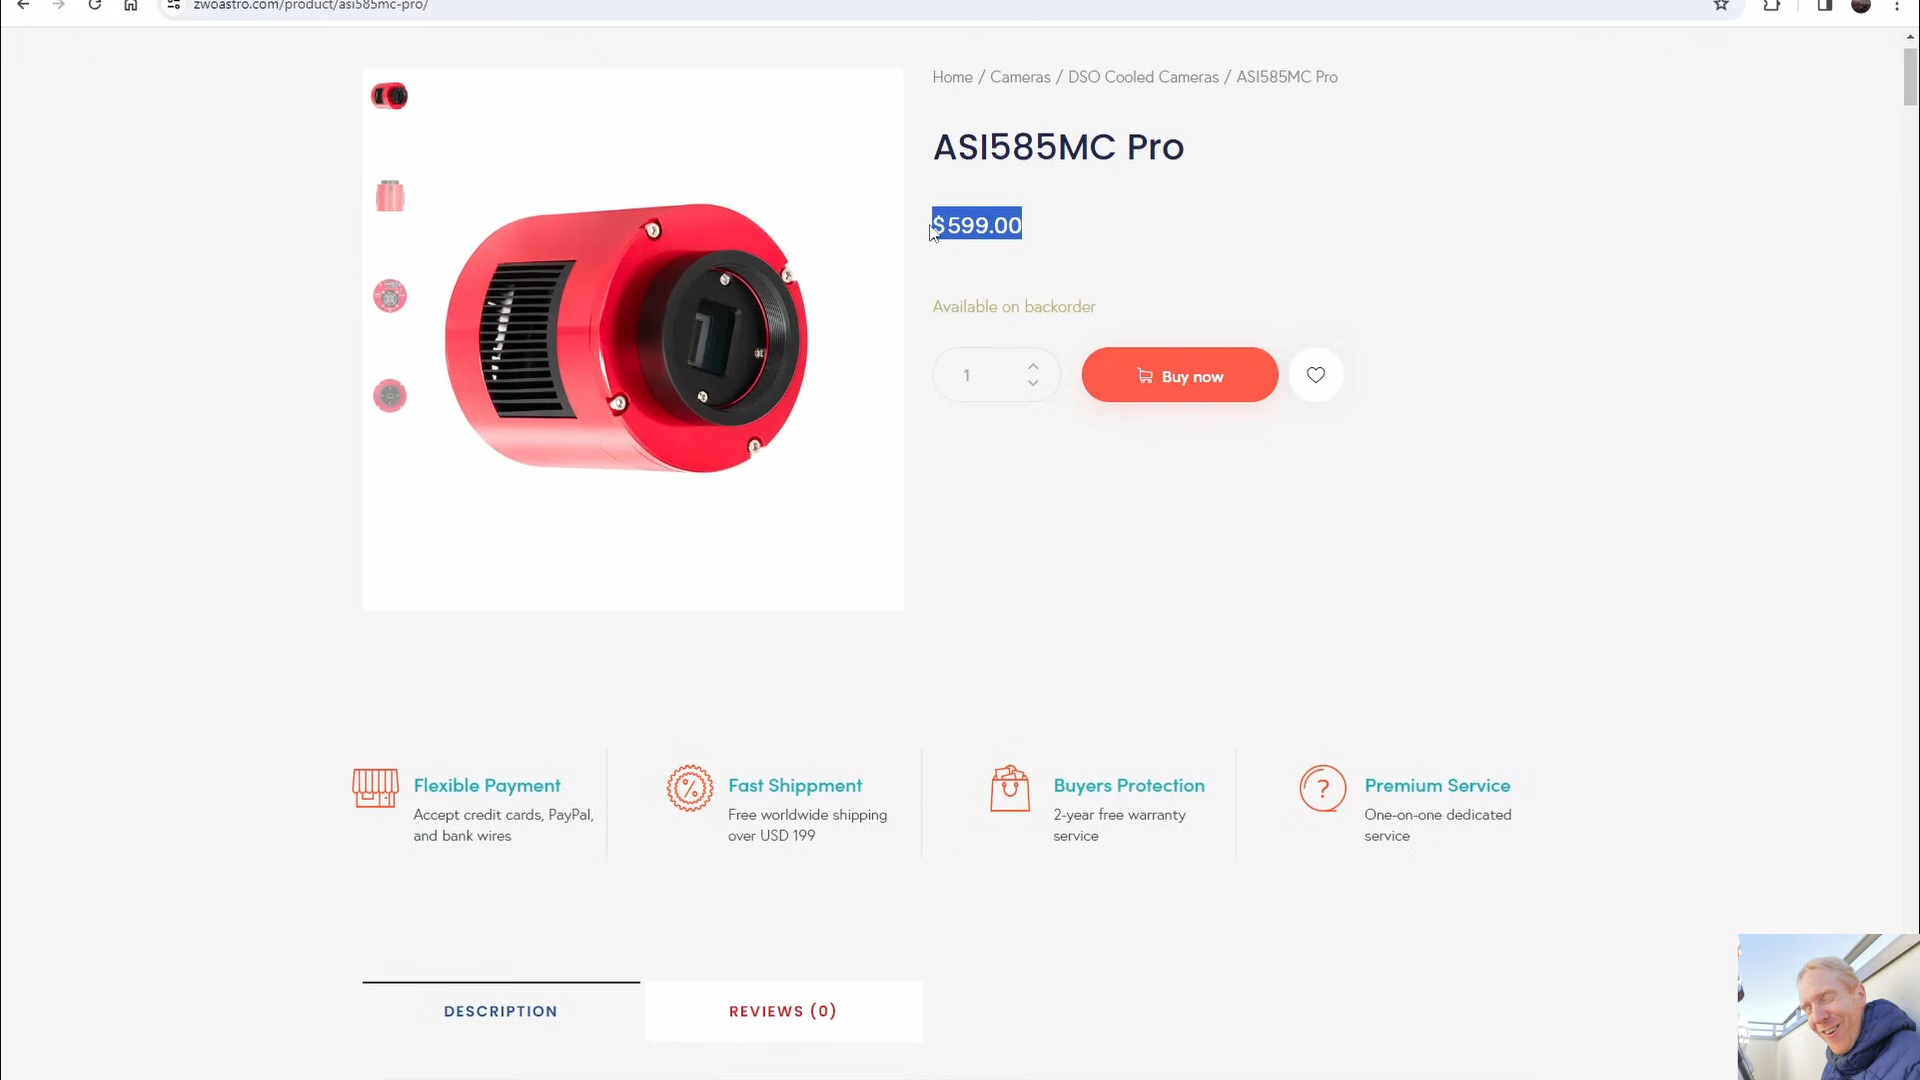 zwoastro.com/product/asi585mc-pro/
Home / Cameras / DSO Cooled Cameras / ASI585MC Pro
ASI585MC Pro
$599.00
Available on backorder
1
Buy now
Flexible Payment
Accept credit cards, PayPal,
and bank wires
Fast Shippment
Free worldwide shipping
over USD 199
Buyers Protection
2-year free warranty
service
Premium Service
One-on-one dedicated
service
DESCRIPTION
REVIEWS (0)